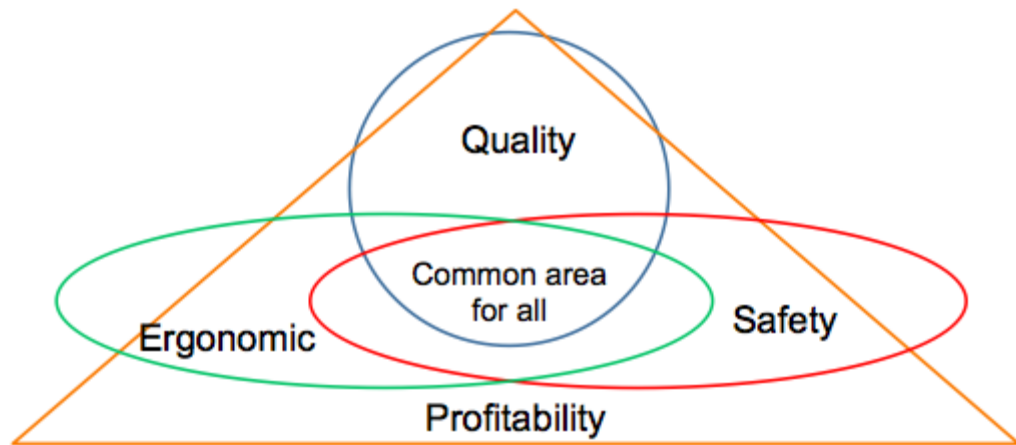 Quality
Common area
for all
Ergonomic
Safety
Profitability